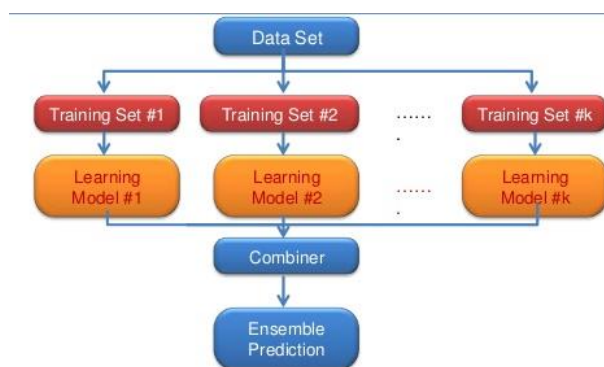 Data Set
Training Set #1
Training Set #2
.......
Training Set #k
Learning
Model #1
Learning
Model #2
.......
Learning
Model #k
Combiner
Ensemble
Prediction